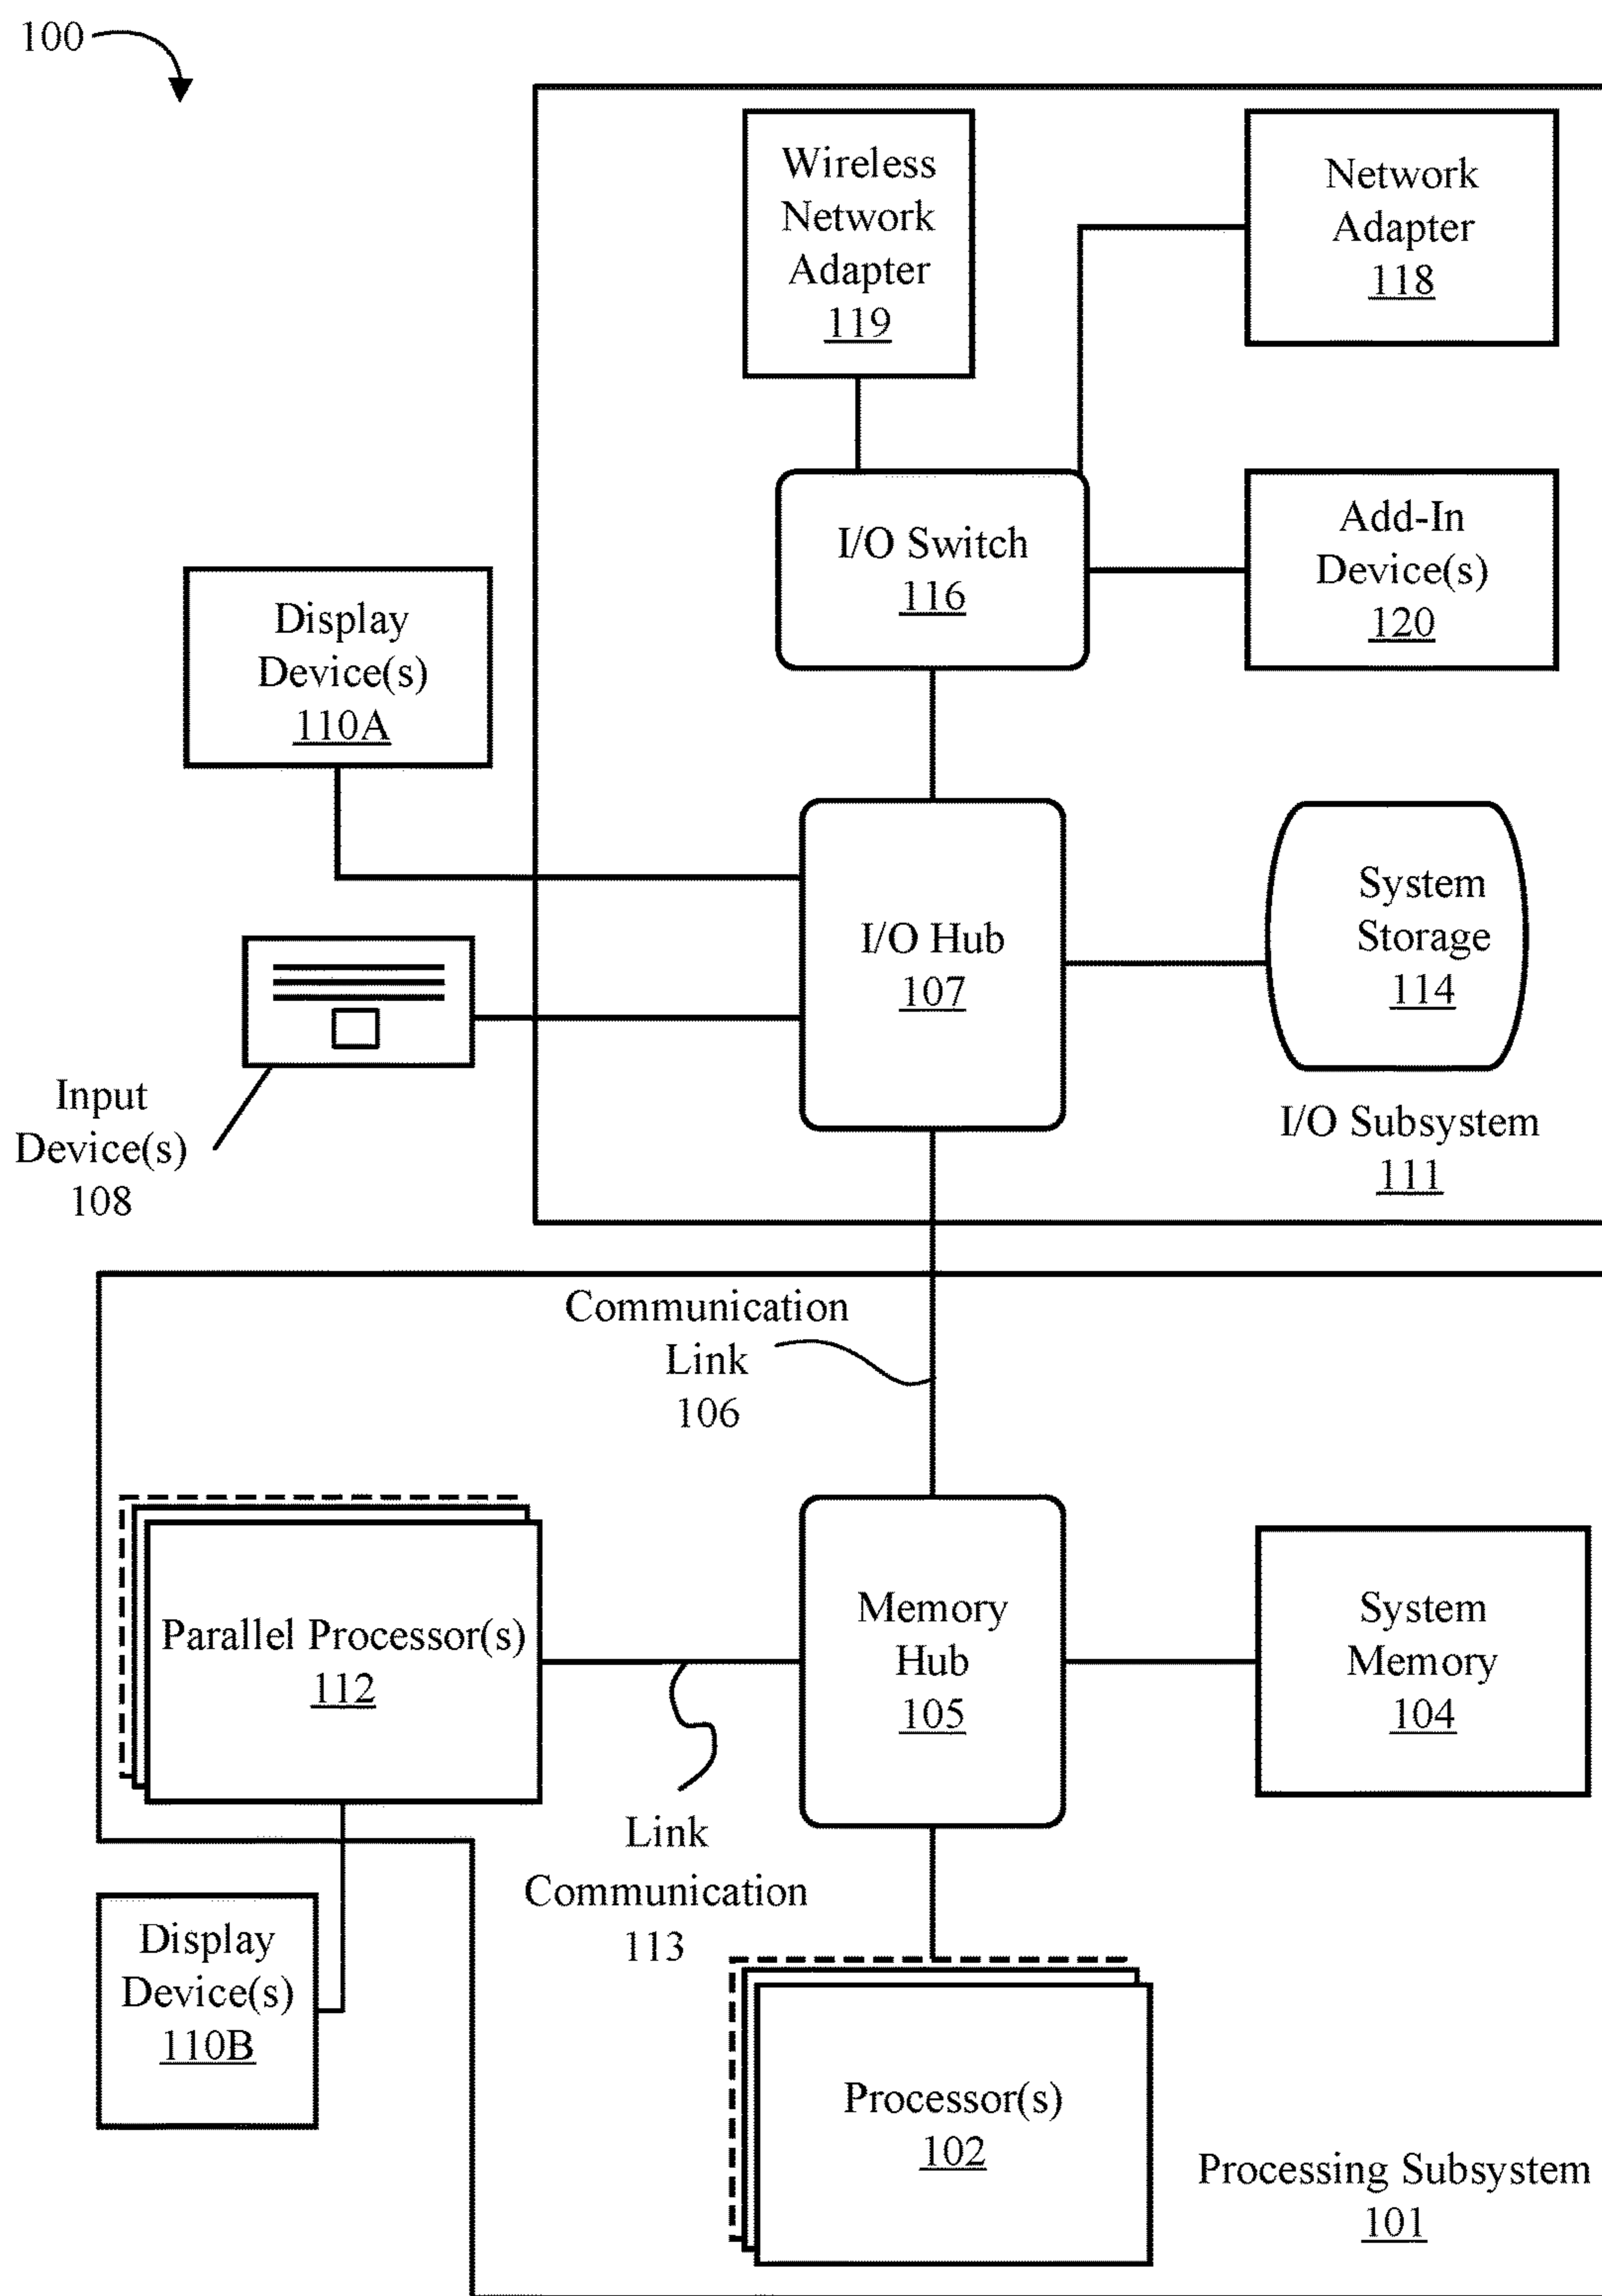 100
Wireless
Network
Adapter
119
Network
Adapter
118
I/O Switch
116
Add-In
Device(s)
120
Display
Device(s)
110A
I/O Hub
107
System
Storage
114
Input
Device(s)
108
I/O Subsystem
111
Communication
Link
106
Parallel Processor(s)
112
Memory
Hub
105
System
Memory
104
Link
Communication
113
Display
Device(s)
110B
Processor(s)
102
Processing Subsystem
101